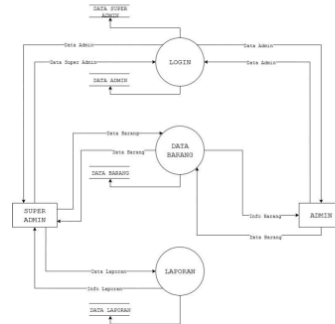 DATA SUPER
ADMIN
Data Admin
Data Admin
LOGIN
Data Super Admin
Data Admin
DATA ADMIN
Data Barang
DATA
BARANG
Data Barang
DATA BARANG
SUPER
ADMIN
Info Barang
ADMIN
Data Barang
LAPORAN
Data Laporan
Info Laporan
DATA LAPORAN